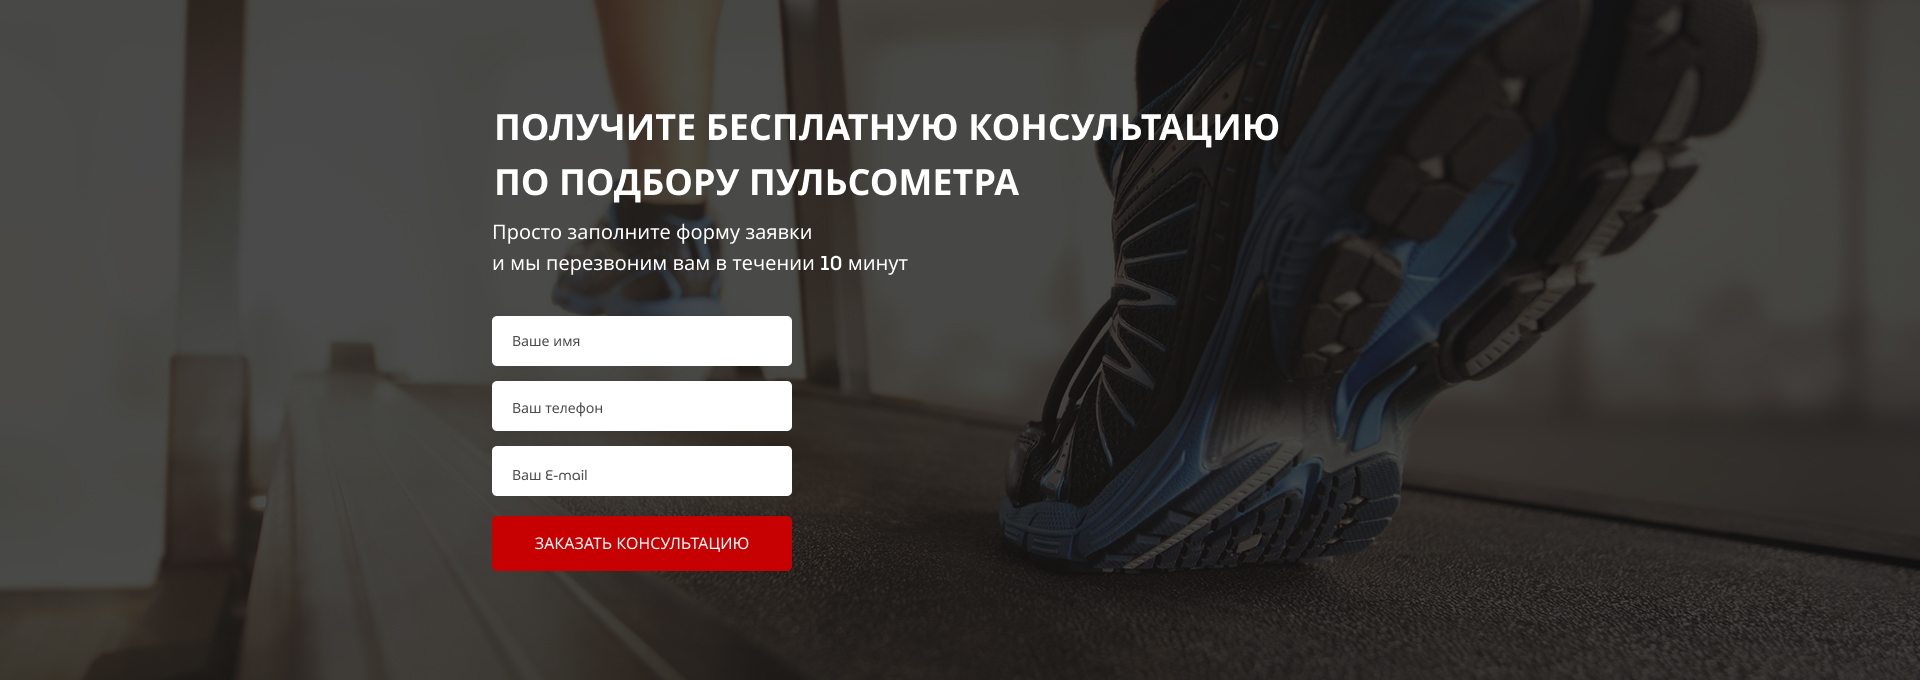 ПОЛУЧИТЕ БЕСПЛАТНУЮ КОНСУЛЬТАЦИЮ
ПО ПОДБОРУ ПУЛЬСОМЕТРА
Просто заполните форму заявки
и мы перезвоним вам в течении 10 минут
Ваше имя
Ваш телефон
Ваш E-mail
ЗАКАЗАТЬ КОНСУЛЬТАЦИЮ